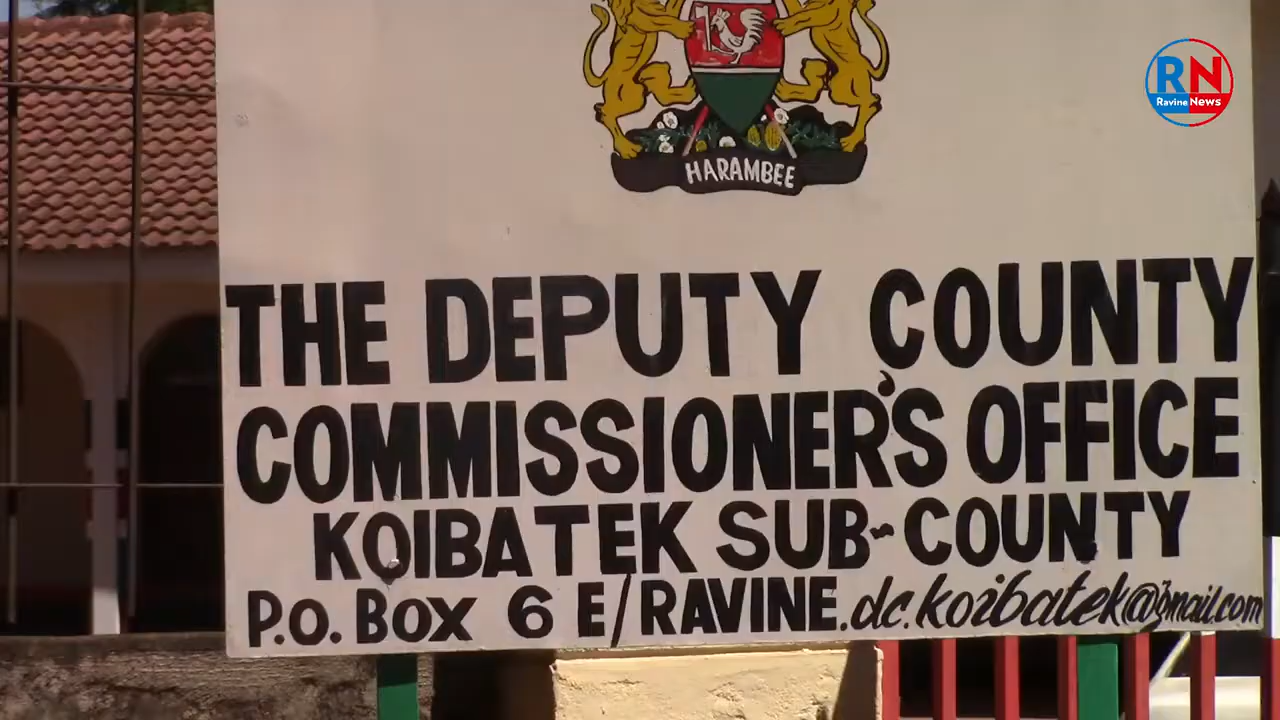 RN
Ravine News
HARAMBEE
THE DEPUTY COUNTY
COMMISSIONER'S OFFICE
KOIBATEK SUB-COUNTY
P.O. BOX 6 E/RAVINE.dc.koibatek@gmail.com